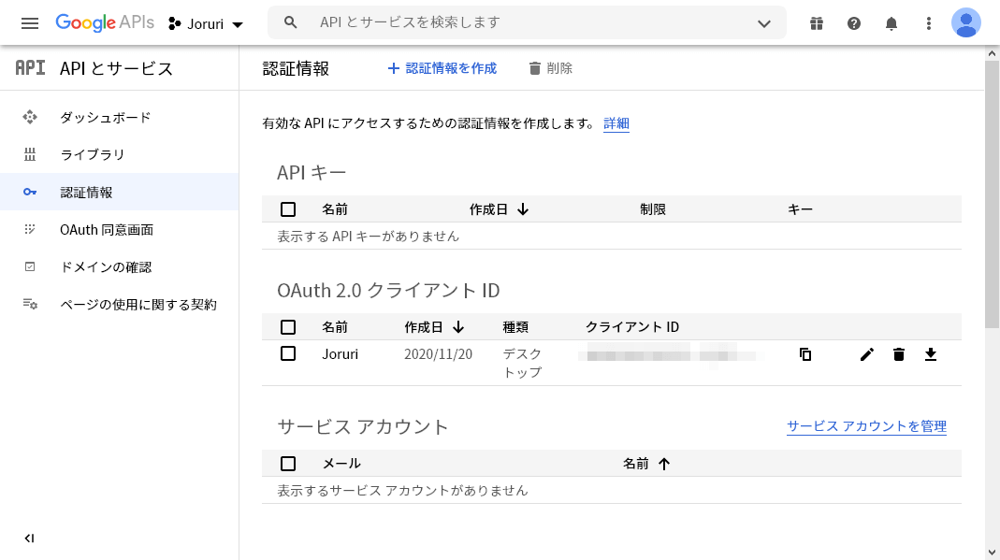 Google APIs Joruri API とサービスを検索します
API API とサービス
認証情報 認証情報を作成 削除
ダッシュボード
ライブラリ
認証情報
OAuth 同意画面
ドメインの確認
ページの使用に関する契約
有効な API にアクセスするための認証情報を作成します。 詳細
API キー
名前 作成日 制限 キー
表示する API キーがありません
OAuth 2.0 クライアント ID
名前 作成日 種類 クライアント ID
Joruri 2020/11/20 デスク
トップ
サービス アカウント サービス アカウントを管理
メール 名前
表示するサービス アカウントがありません